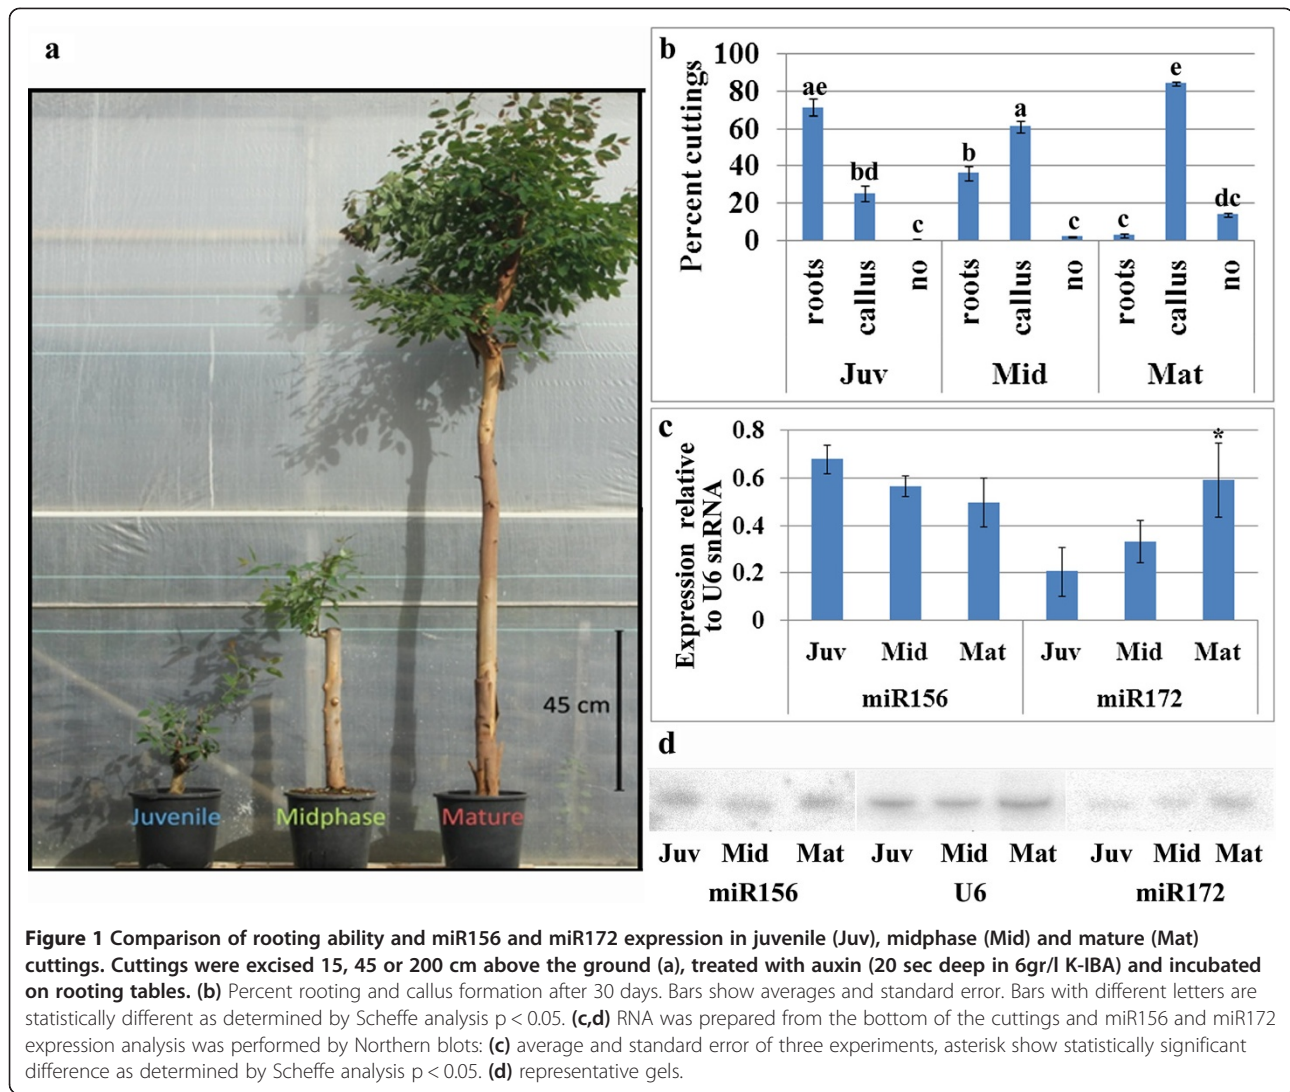 a
45 cm
Juvenile
Midphase
Mature
b
Percent cuttings
100
80
60
40
20
0
ae
bd
c
b
a
c
c
e
dc
roots
callus
no
roots
callus
no
roots
callus
no
Juv
Mid
Mat
c
Expression relative
to U6 snRNA
0.8
0.6
0.4
0.2
0
*
Juv
Mid
Mat
Juv
Mid
Mat
miR156
miR172
d
Juv Mid Mat Juv Mid Mat Juv Mid Mat
miR156 U6 miR172
Figure 1 Comparison of rooting ability and miR156 and miR172 expression in juvenile (Juv), midphase (Mid) and mature (Mat)
cuttings. Cuttings were excised 15, 45 or 200 cm above the ground (a), treated with auxin (20 sec deep in 6gr/l K-IBA) and incubated
on rooting tables. (b) Percent rooting and callus formation after 30 days. Bars show averages and standard error. Bars with different letters are
statistically different as determined by Scheffe analysis p < 0.05. (c,d) RNA was prepared from the bottom of the cuttings and miR156 and miR172
expression analysis was performed by Northern blots: (c) average and standard error of three experiments, asterisk show statistically significant
difference as determined by Scheffe analysis p < 0.05. (d) representative gels.